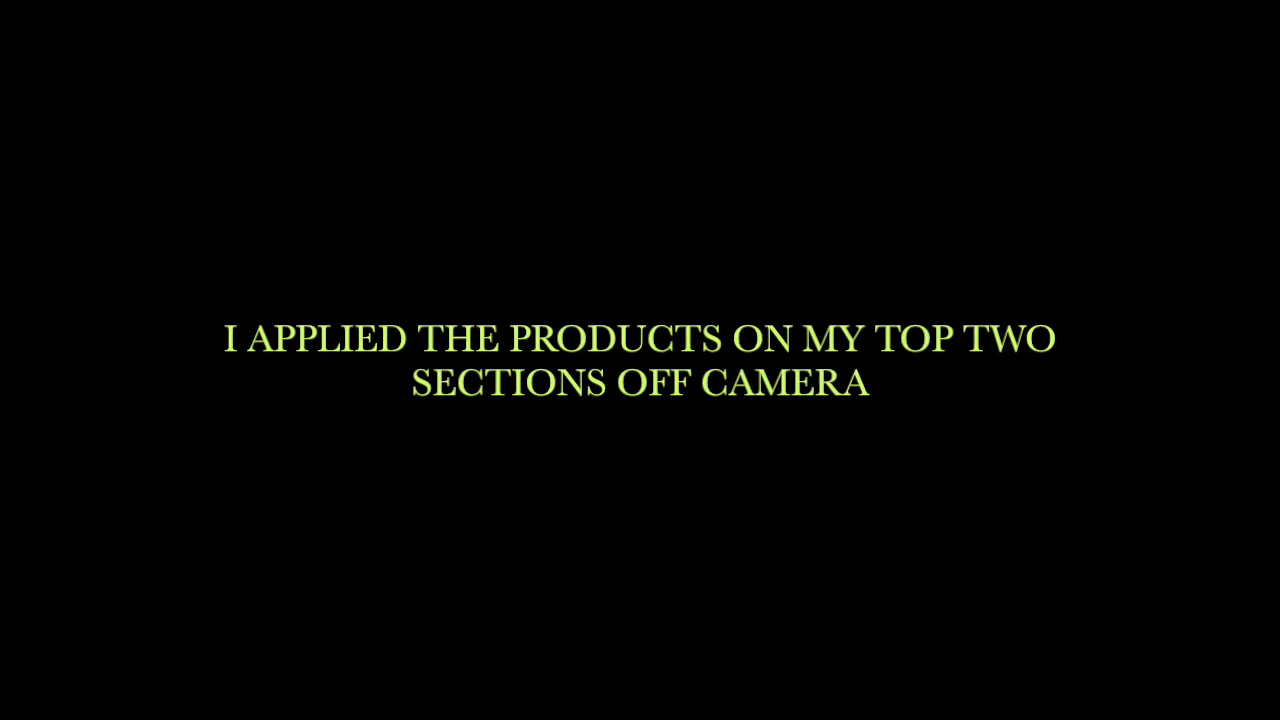 I APPLIED THE PRODUCTS ON MY TOP TWO
SECTIONS OFF CAMERA